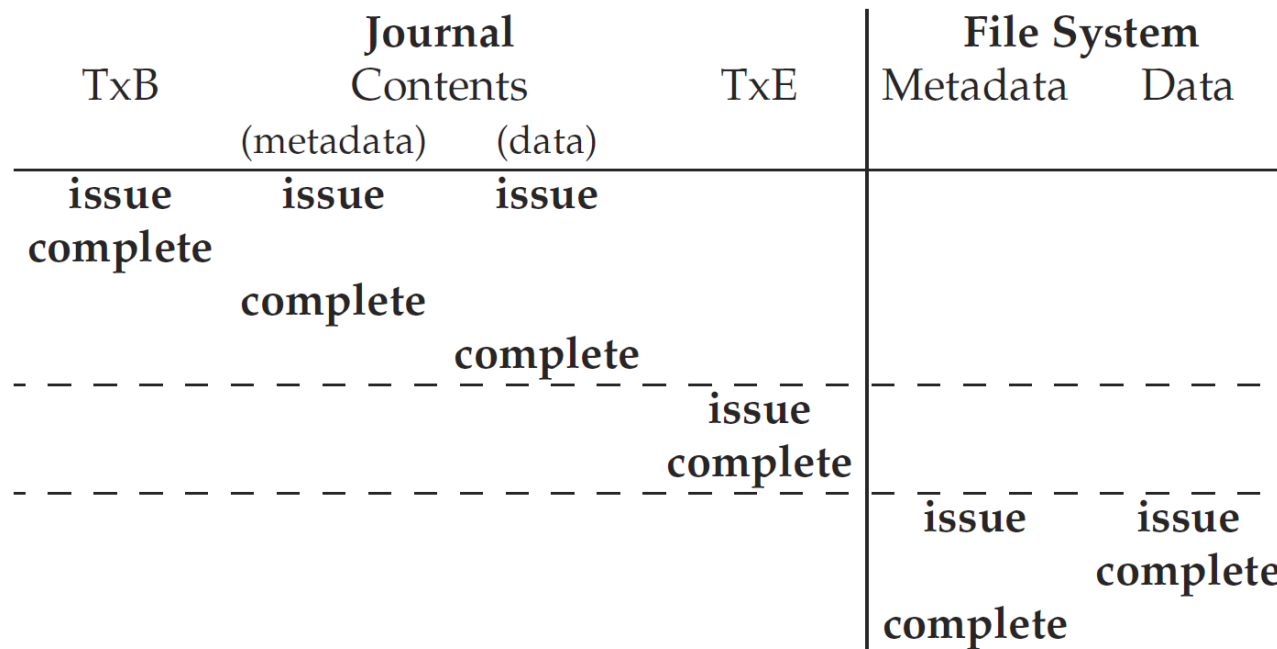 Journal File System
TxB Contents TxE Metadata Data
(metadata) (data)
issue issue issue
complete
complete
complete
issue
complete
issue issue
complete
complete